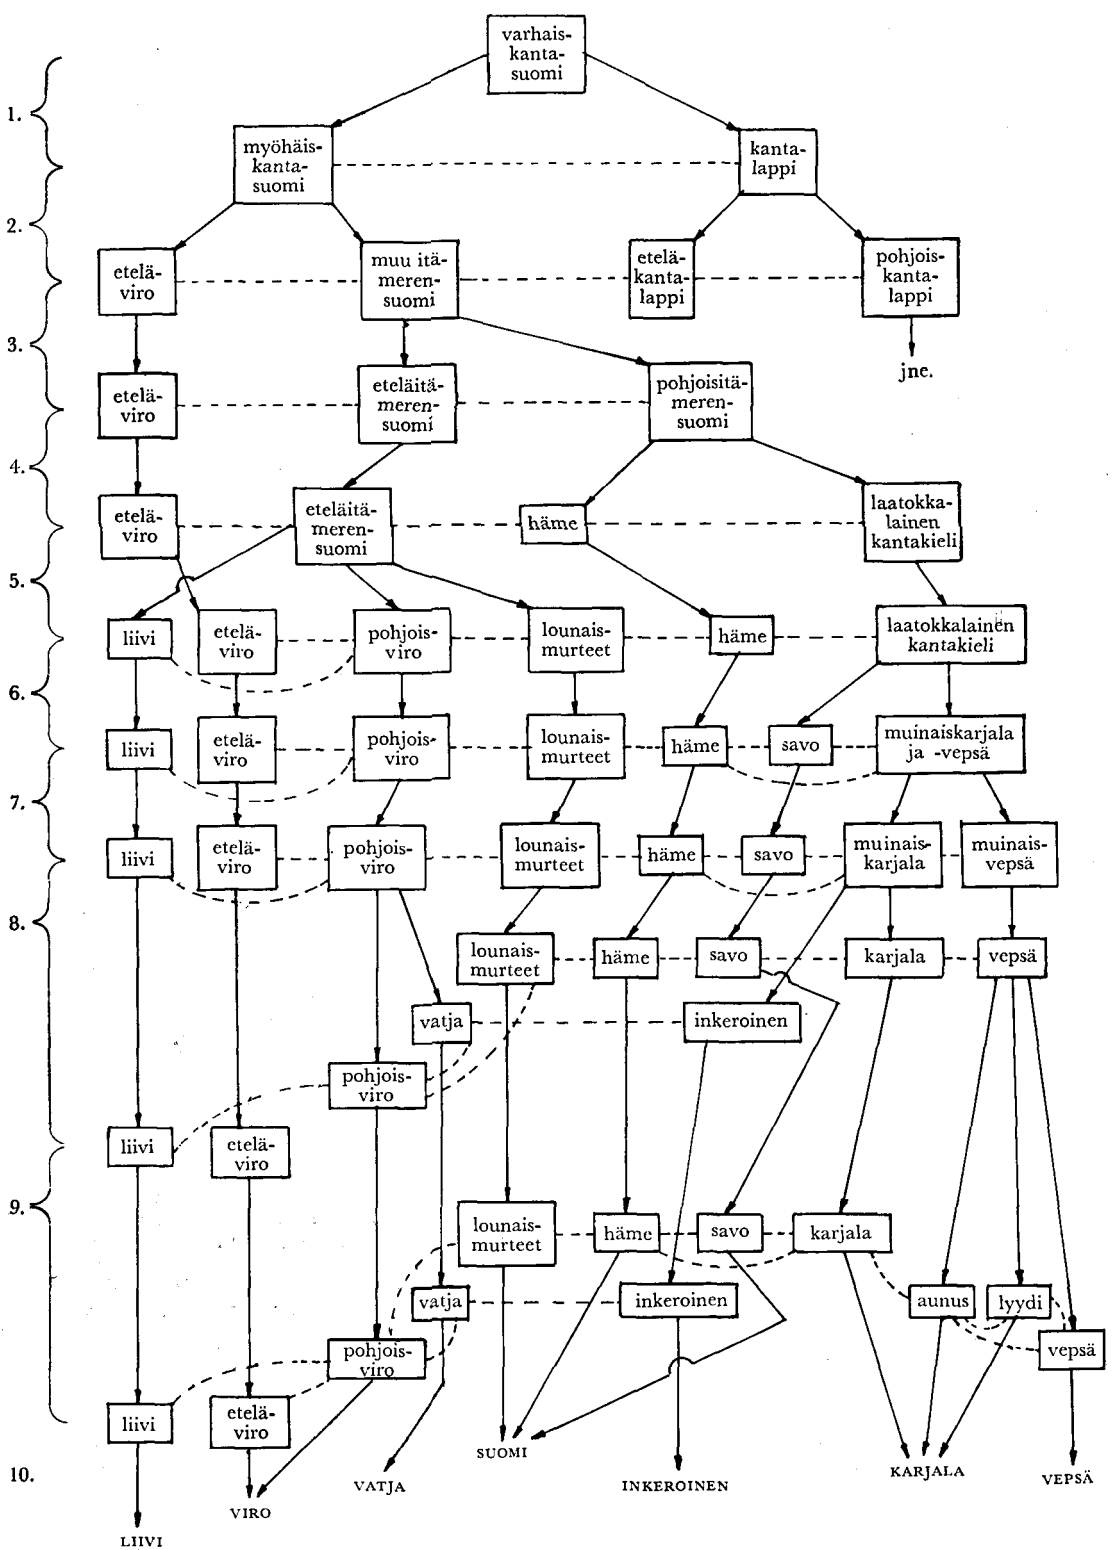 varhais-
kanta-
suomi
1.
myöhäis-
kanta-
suomi
kanta-
lappi
2.
etelä-
viro
muu itä-
meren-
suomi
etelä-
kanta-
lappi
pohjois-
kanta-
lappi
3.
jne.
etelä-
viro
eteläitä-
meren-
suomi
pohjoisitä-
meren-
suomi
4.
etelä-
viro
eteläitä-
meren-
suomi
häme
laatokka-
lainen
kantakieli
5.
liivi
etelä-
viro
pohjois-
viro
lounais-
murteet
häme
laatokkalainen
kantakieli
6.
liivi
etelä-
viro
pohjois-
viro
lounais-
murteet
häme
savo
muinaiskarjala
ja -vepsä
7.
liivi
etelä-
viro
pohjois-
viro
lounais-
murteet
häme
savo
muinais-
karjala
muinais-
vepsä
8.
lounais-
murteet
häme
savo
karjala
vepsä
vatja
inkeroinen
pohjois-
viro
liivi
etelä-
viro
9.
lounais-
murteet
häme
savo
karjala
vatja
inkeroinen
aunus
lyydi
pohjois-
viro
vepsä
liivi
etelä-
viro
10.
SUOMI
KARJALA
VEPSÄ
VATJA
INKEROINEN
VIRO
LIIVI